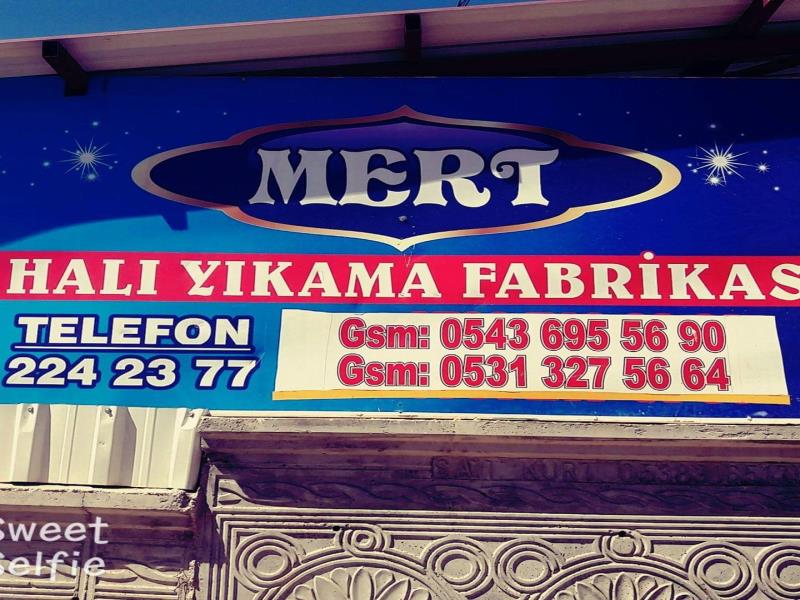 MERT
HALI YIKAMA FABRİKAS
TELEFON
224 23 77
Gsm: 0543 695 56 90
Gsm: 0531 327 56 64
Sweet
Selfie